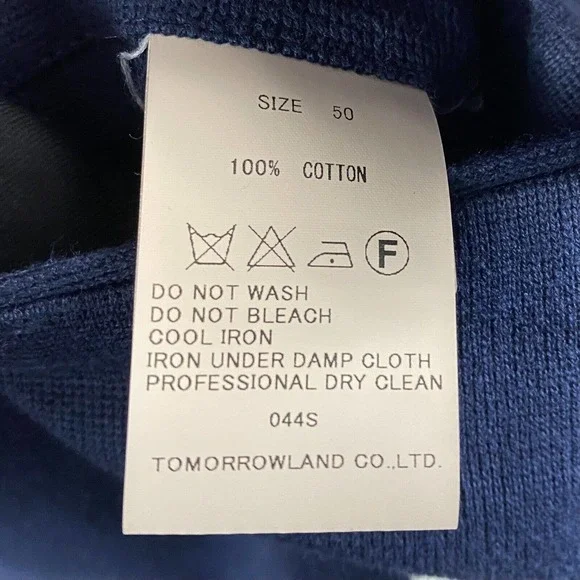 SIZE 50
100% COTTON
F
DO NOT WASH
DO NOT BLEACH
COOL IRON
IRON UNDER DAMP CLOTH
PROFESSIONAL DRY CLEAN
044S
TOMORROWLAND CO.,LTD.